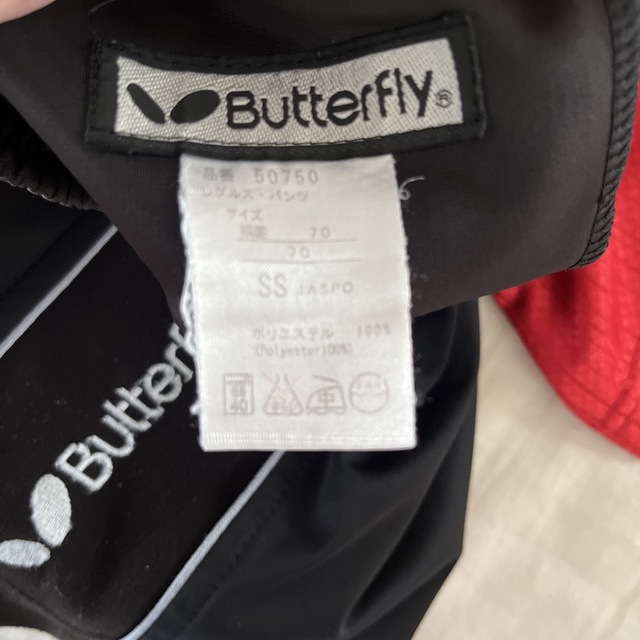 Butterfly®
品番 50750
レグルス・パンツ
サイズ
胴囲 70
70
SS JASPO
ポリエステル 100%
(Polyester100%)
40
Butterfly